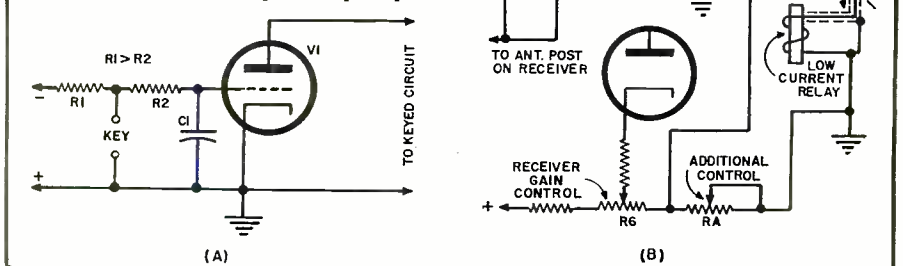 R1>R2
V1
−
R1
R2
C1
KEY
+
TO KEYED CIRCUIT
(A)
TO ANT. POST
ON RECEIVER
LOW
CURRENT
RELAY
RECEIVER
GAIN
CONTROL
ADDITIONAL
CONTROL
+
R6
RA
(B)